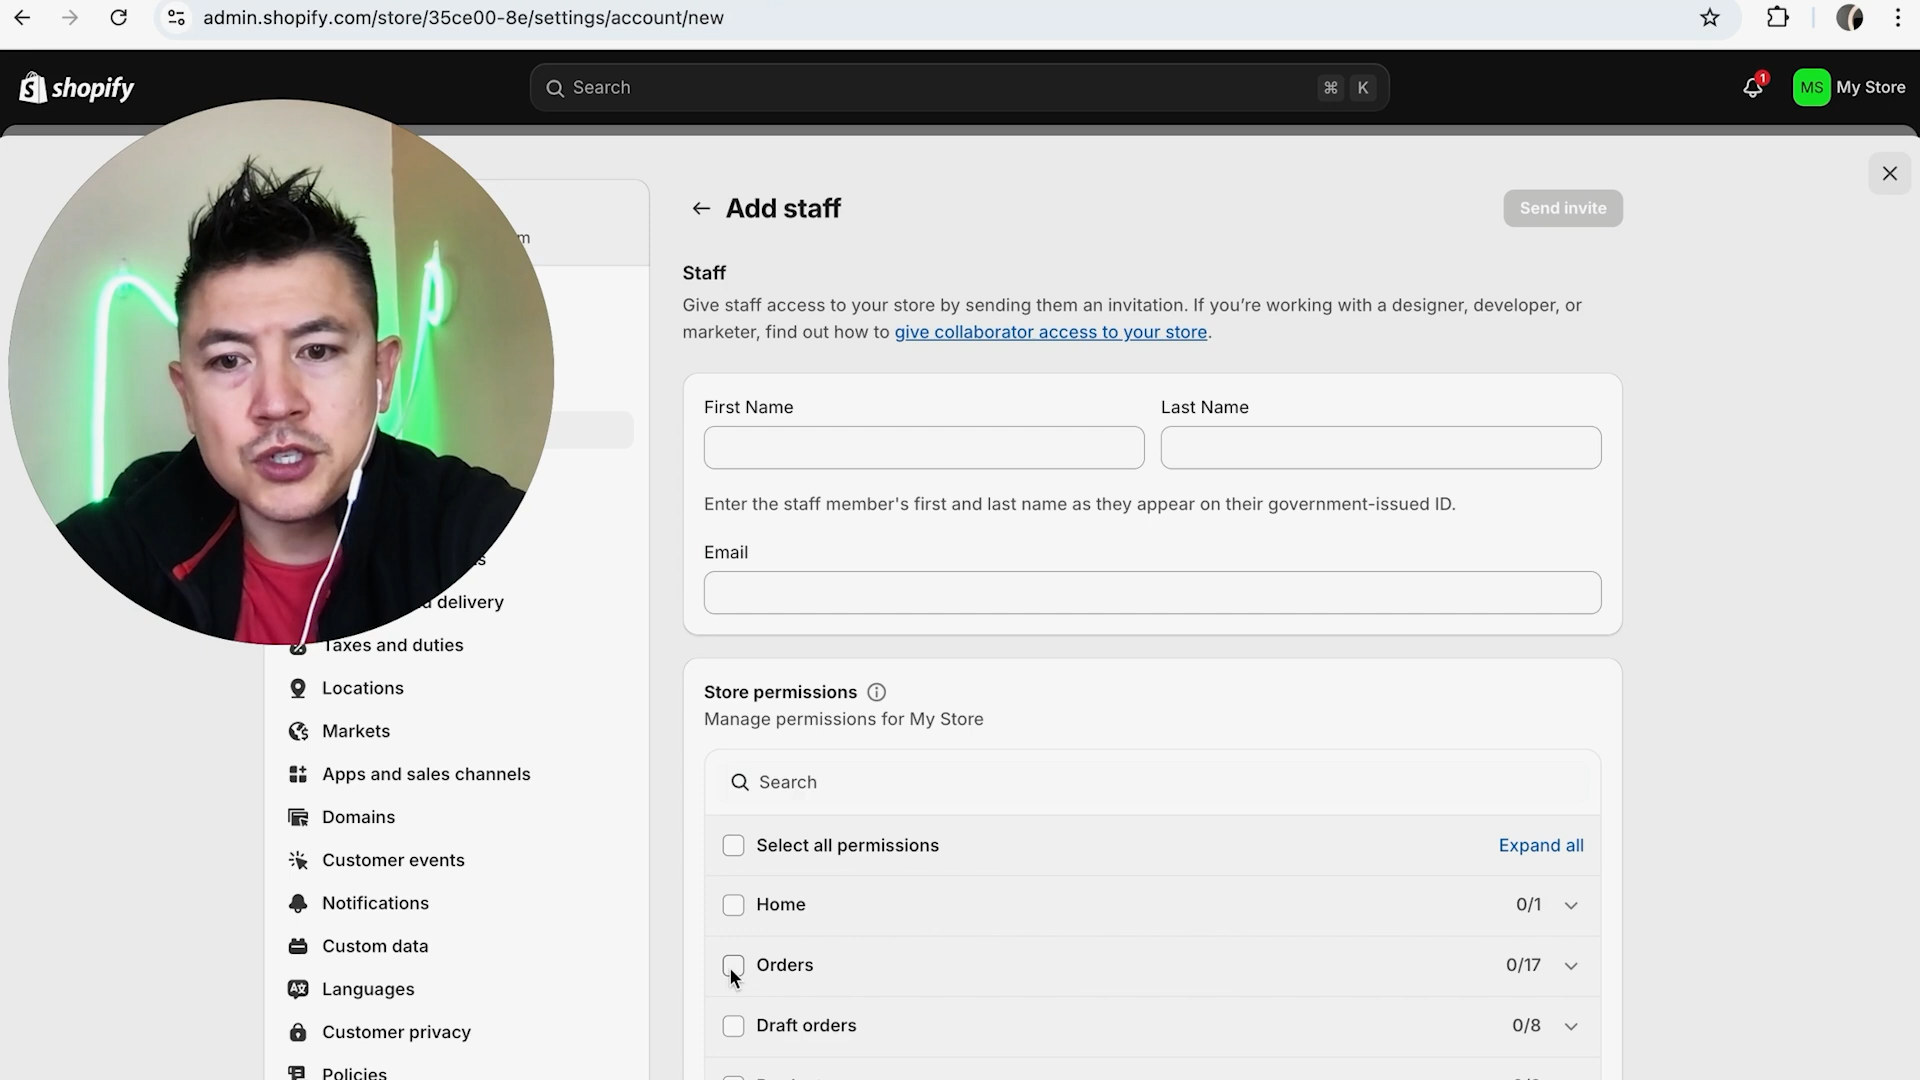 admin.shopify.com/store/35ce00-8e/settings/account/new
shopify
Search
⌘ K
1
MS
My Store
Add staff
Send invite
Staff
Give staff access to your store by sending them an invitation. If you’re working with a designer, developer, or
marketer, find out how to give collaborator access to your store.
First Name
Last Name
Enter the staff member's first and last name as they appear on their government-issued ID.
Email
delivery
Taxes and duties
Locations
Markets
Apps and sales channels
Domains
Customer events
Notifications
Custom data
Languages
Customer privacy
Policies
Store permissions
Manage permissions for My Store
Search
Select all permissions
Expand all
Home
0/1
Orders
0/17
Draft orders
0/8